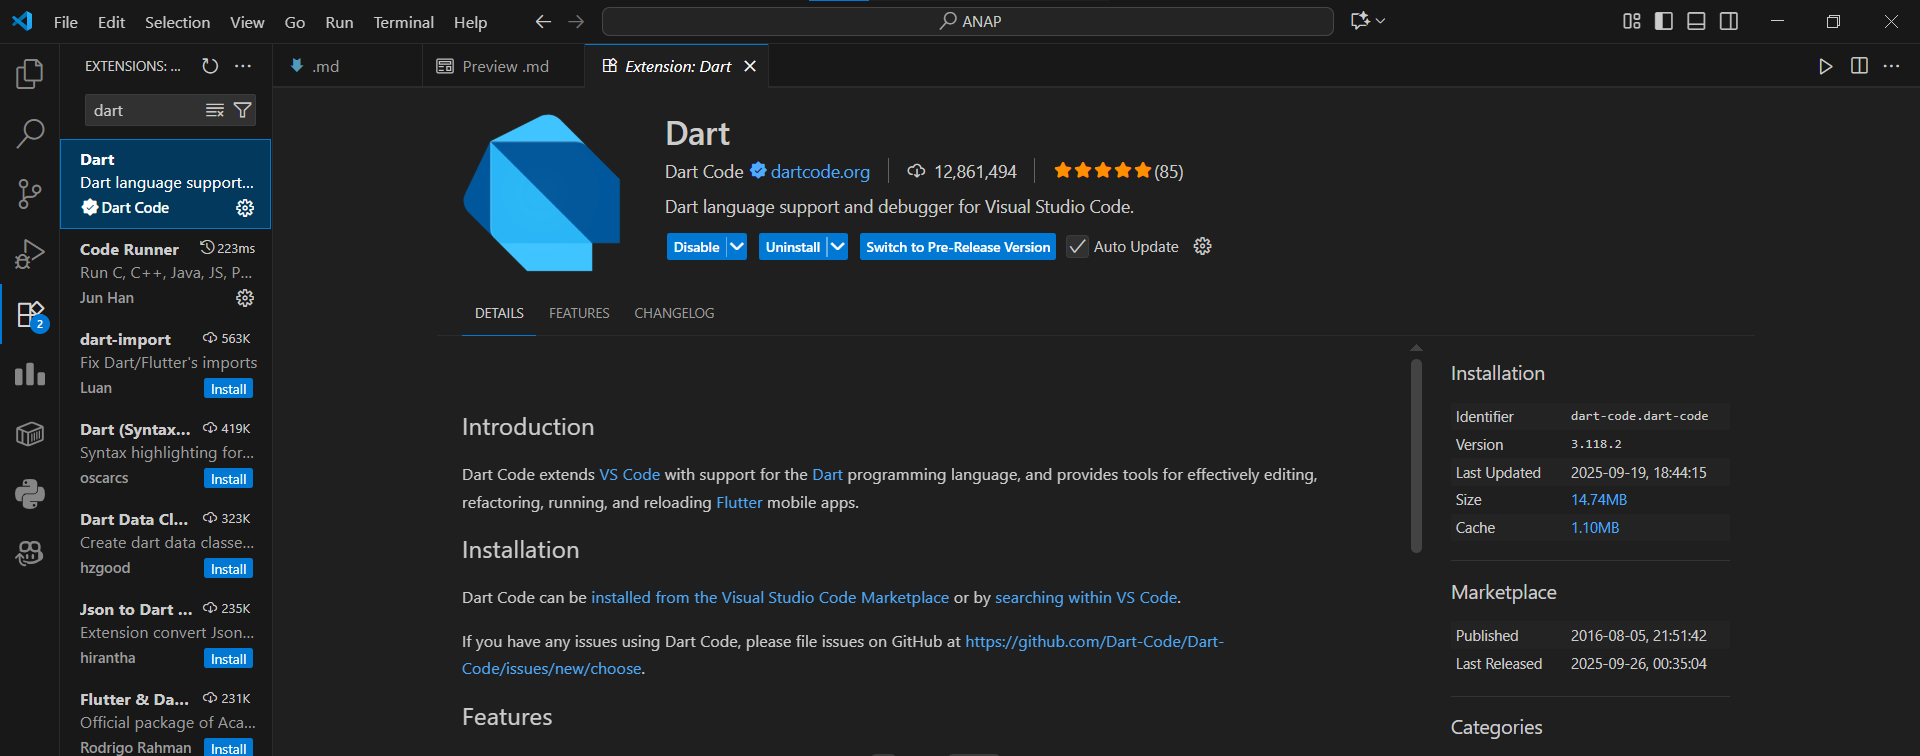 File Edit Selection View Go Run Terminal Help
ANAP
EXTENSIONS: ...
.md
Preview .md
Extension: Dart
dart
Dart
Dart language support...
Dart Code
Code Runner 223ms
Run C, C++, Java, JS, P...
Jun Han
2
dart-import 563K
Fix Dart/Flutter's imports
Luan Install
Dart (Syntax... 419K
Syntax highlighting for...
oscarcs Install
Dart Data Cl... 323K
Create dart data classe...
hzgood Install
Json to Dart ... 235K
Extension convert Json...
hirantha Install
Flutter & Da... 231K
Official package of Aca...
Rodrigo Rahman Install
Dart
Dart Code dartcode.org 12,861,494 (85)
Dart language support and debugger for Visual Studio Code.
Disable Uninstall Switch to Pre-Release Version Auto Update
DETAILS FEATURES CHANGELOG
Introduction
Dart Code extends VS Code with support for the Dart programming language, and provides tools for effectively editing,
refactoring, running, and reloading Flutter mobile apps.
Installation
Dart Code can be installed from the Visual Studio Code Marketplace or by searching within VS Code.
If you have any issues using Dart Code, please file issues on GitHub at https://github.com/Dart-Code/Dart-
Code/issues/new/choose.
Features
Installation
Identifier dart-code.dart-code
Version 3.118.2
Last Updated 2025-09-19, 18:44:15
Size 14.74MB
Cache 1.10MB
Marketplace
Published 2016-08-05, 21:51:42
Last Released 2025-09-26, 00:35:04
Categories